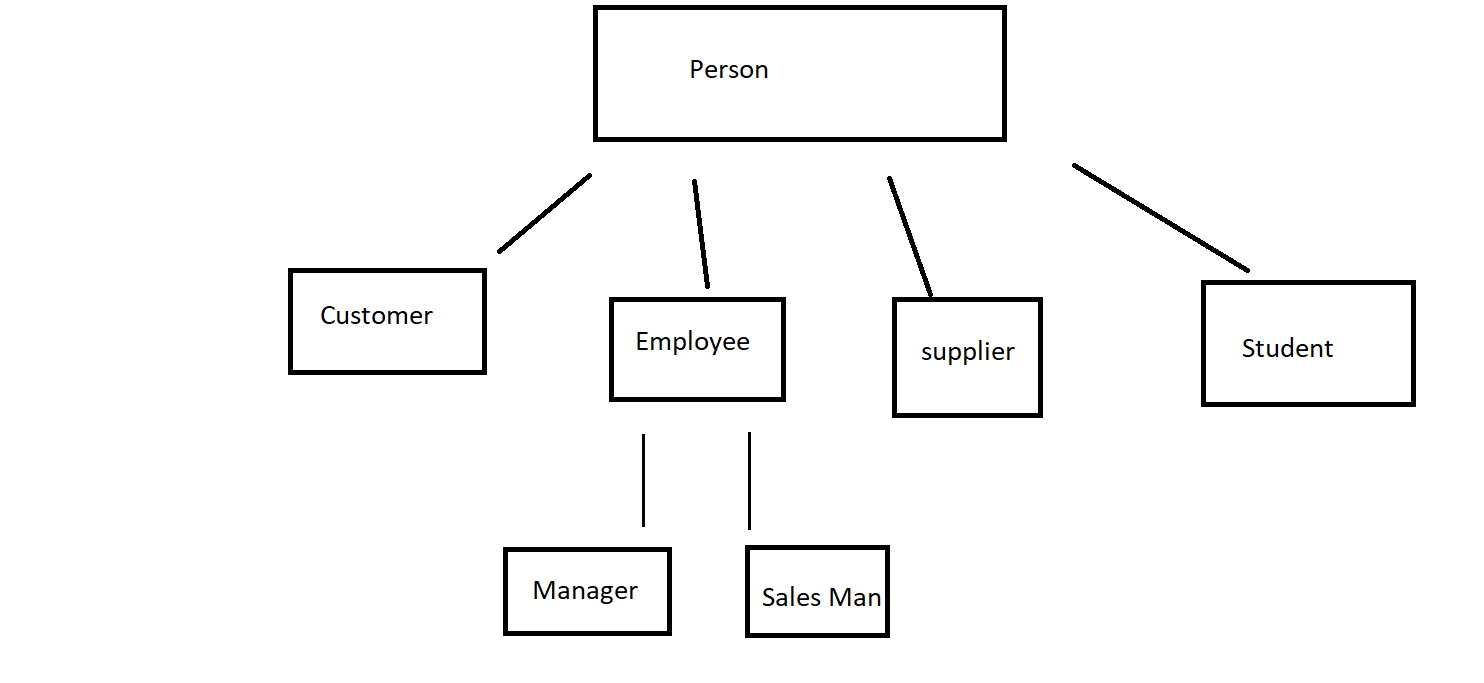 Person
Customer
Employee
supplier
Student
Manager
Sales Man